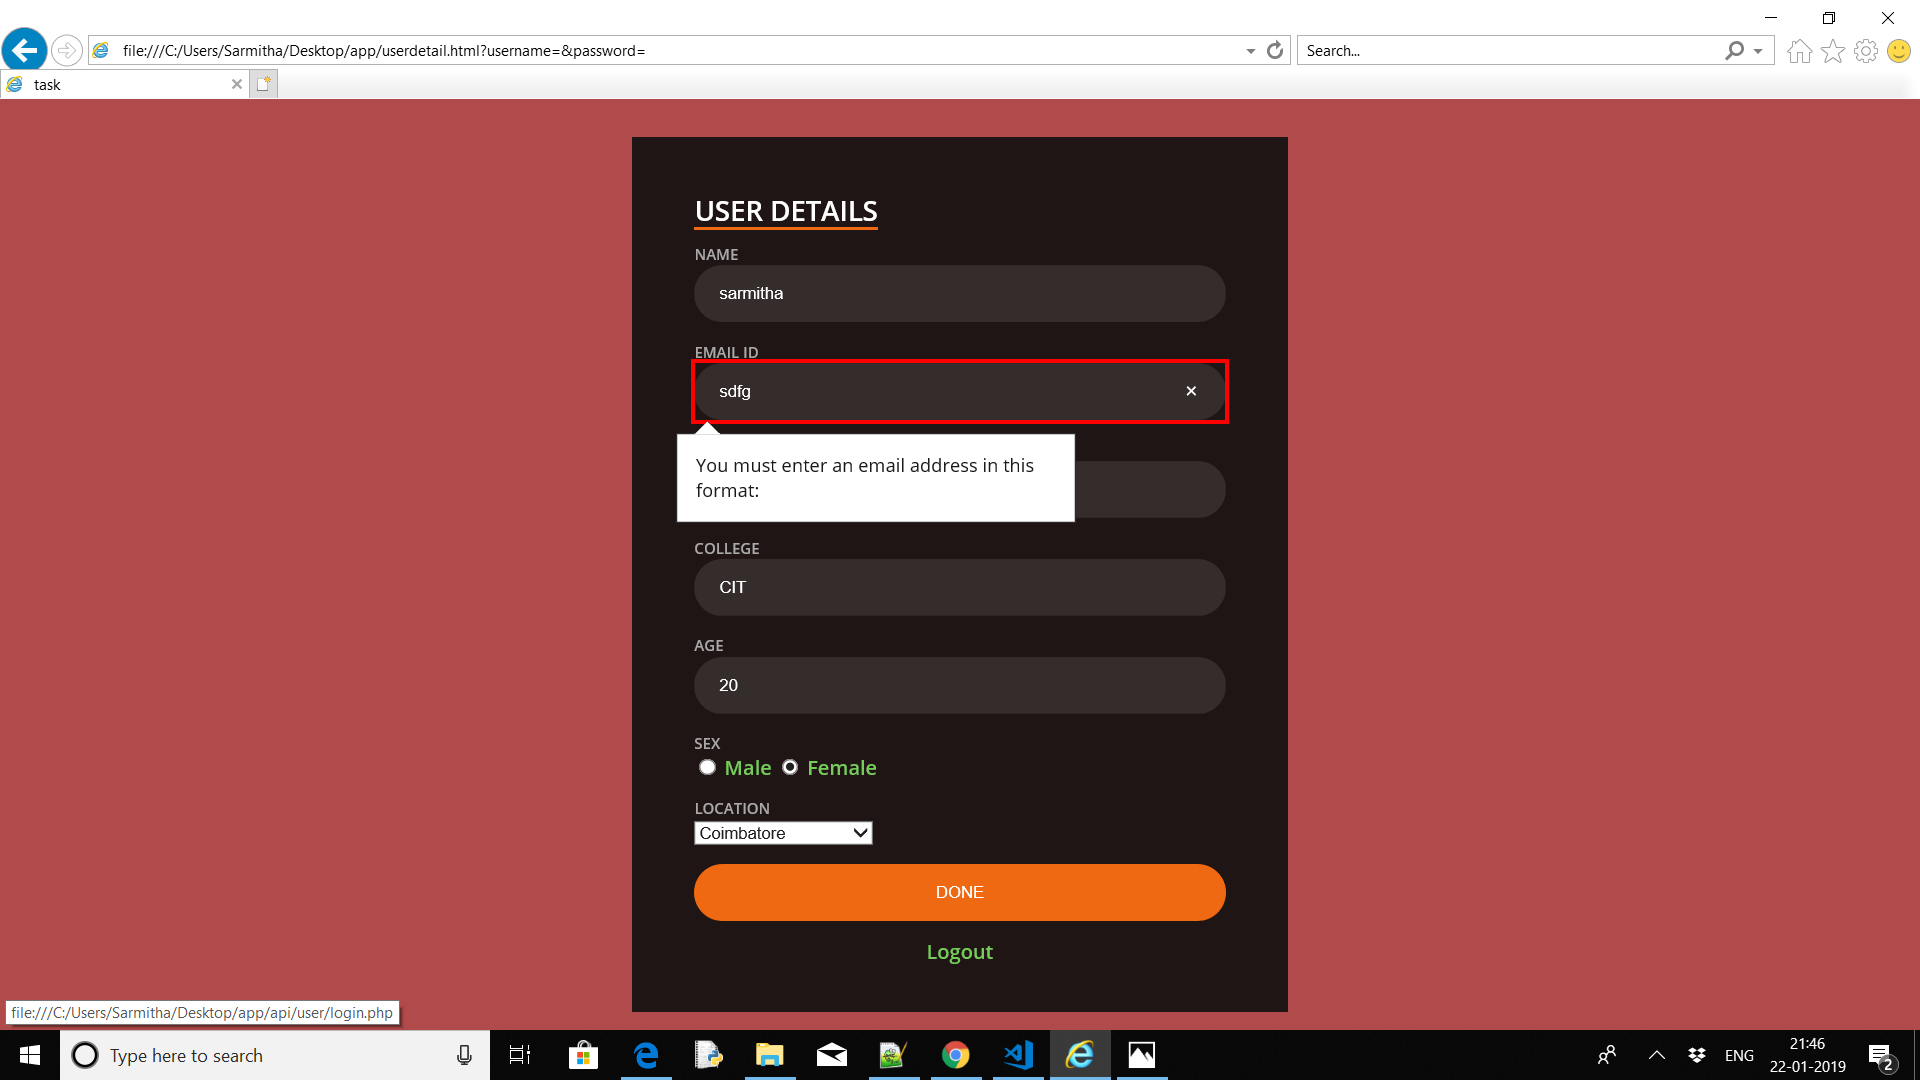 file:///C:/Users/Sarmitha/Desktop/app/userdetail.html?username=&password=
Search...
task
USER DETAILS
NAME
sarmitha
EMAIL ID
sdfg
You must enter an email address in this
format:
COLLEGE
CIT
AGE
20
SEX
Male Female
LOCATION
Coimbatore
DONE
Logout
file:///C:/Users/Sarmitha/Desktop/app/api/user/login.php
Type here to search
ENG
21:46
22-01-2019
2